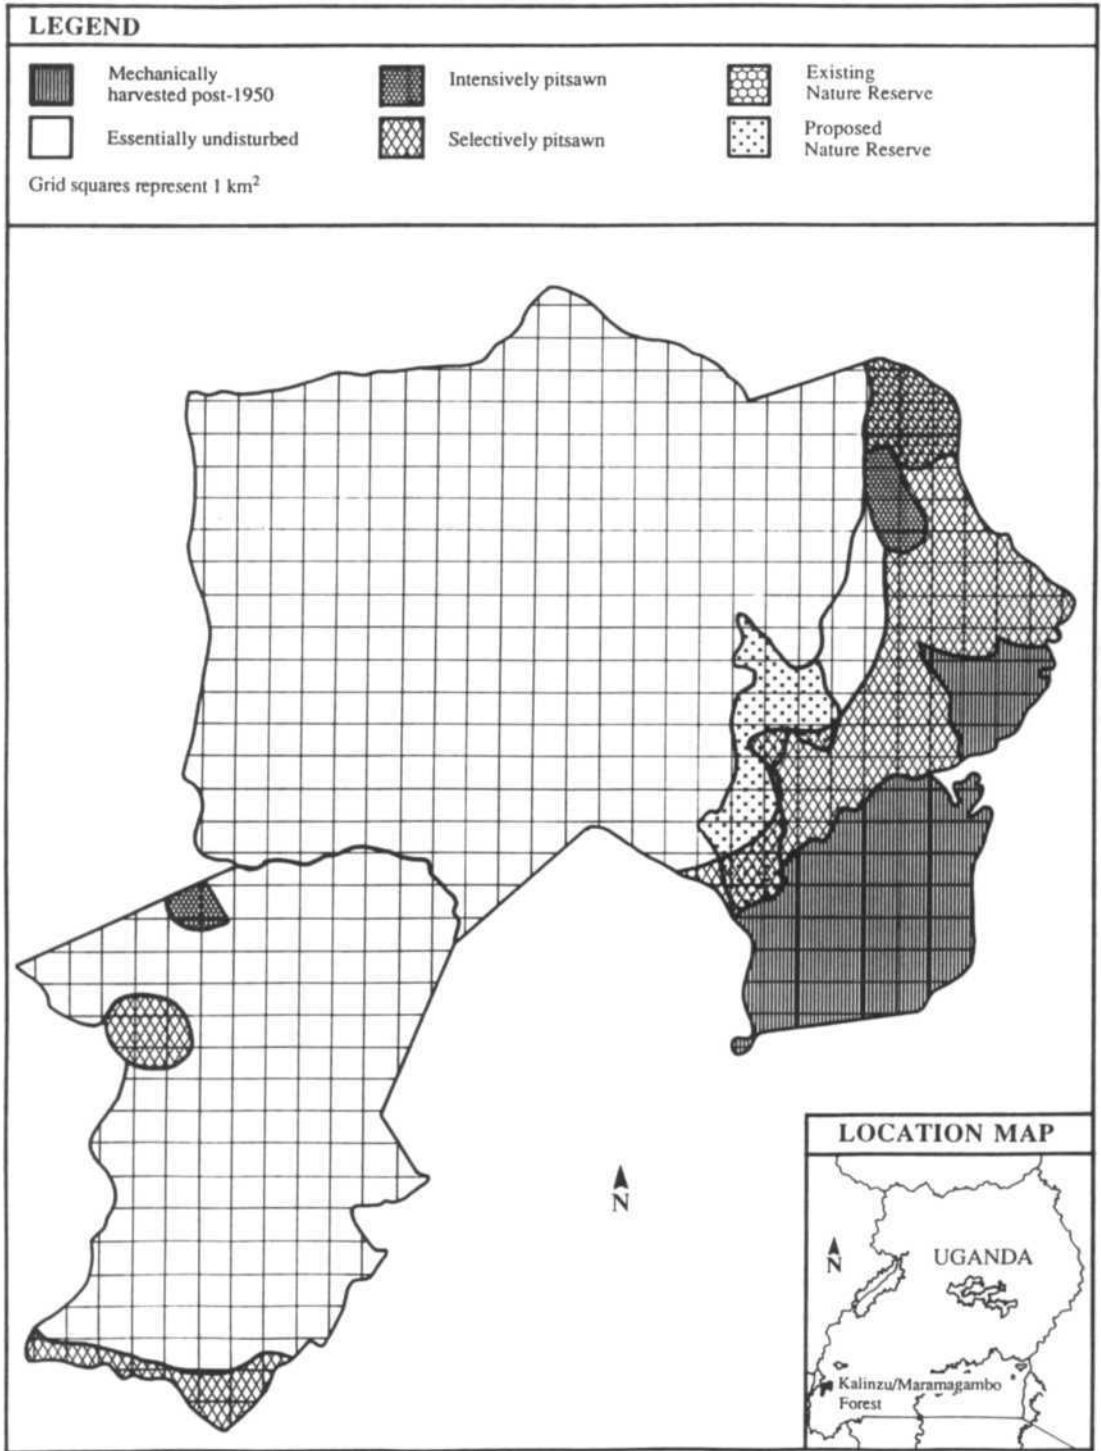 LEGEND
Mechanically
harvested post-1950
Intensively pitsawn
Existing
Nature Reserve
Essentially undisturbed
Selectively pitsawn
Proposed
Nature Reserve
Grid squares represent 1 km²
N
LOCATION MAP
N
UGANDA
Kalinzu/Maramagambo
Forest